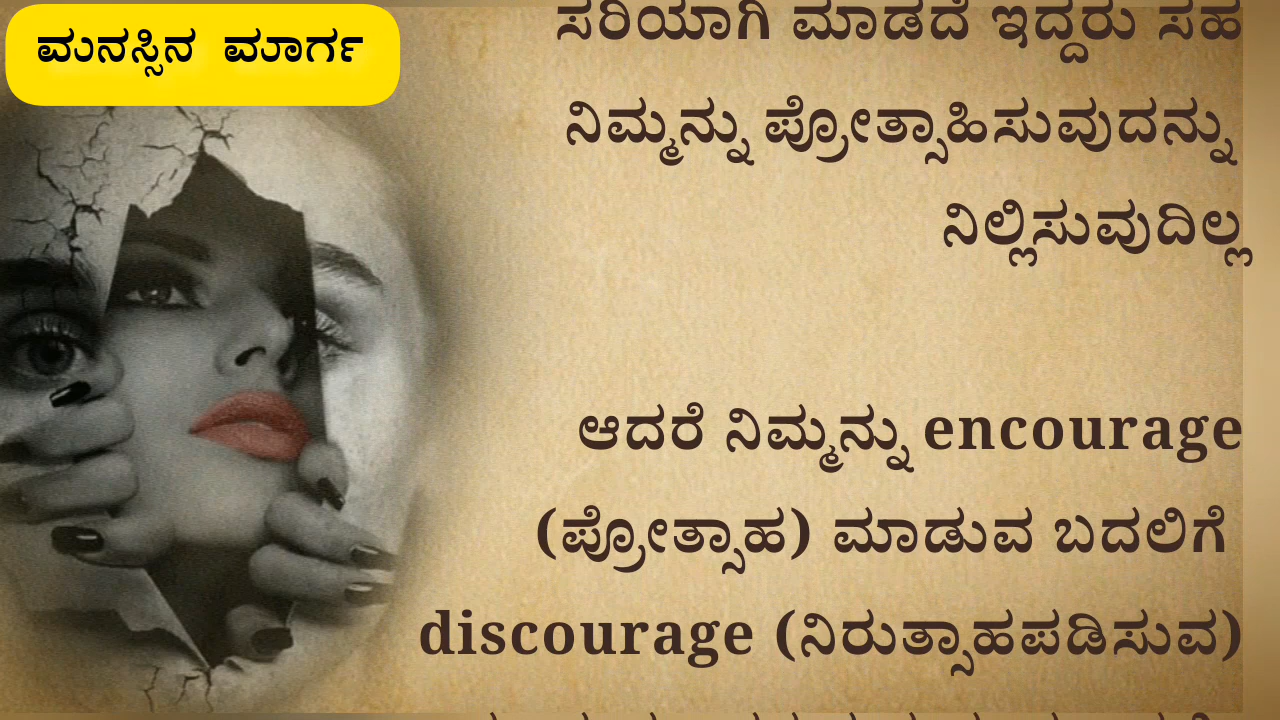 ಮನಸ್ಸಿನ ಮಾರ್ಗ
ಸರಿಯಾಗಿ ಮಾಡದೆ ಇದ್ದರು ಸಹ
ನಿಮ್ಮನ್ನು ಪ್ರೋತ್ಸಾಹಿಸುವುದನ್ನು
ನಿಲ್ಲಿಸುವುದಿಲ್ಲ
ಆದರೆ ನಿಮ್ಮನ್ನು encourage
(ಪ್ರೋತ್ಸಾಹ) ಮಾಡುವ ಬದಲಿಗೆ
discourage (ನಿರುತ್ಸಾಹಪಡಿಸುವ)